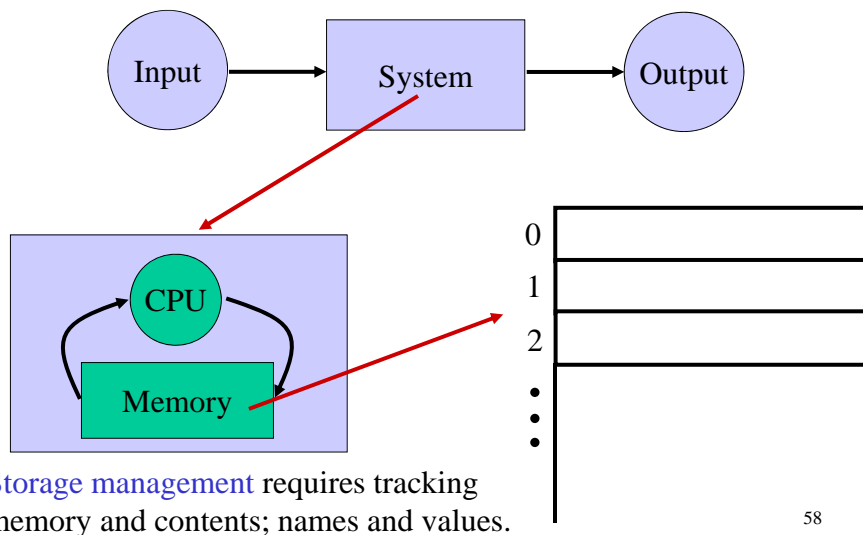 Input
System
Output
CPU
Memory
0
1
2
Storage management requires tracking
memory and contents; names and values.
58